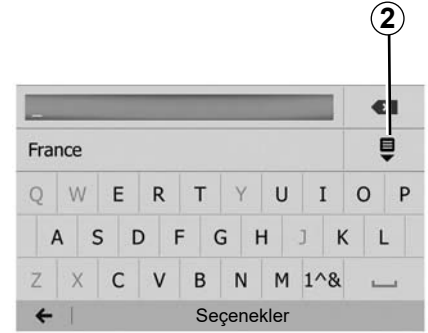 2
_
France
Q W E R T Y U I O P
A S D F G H J K L
Z X C V B N M 1^&
Seçenekler